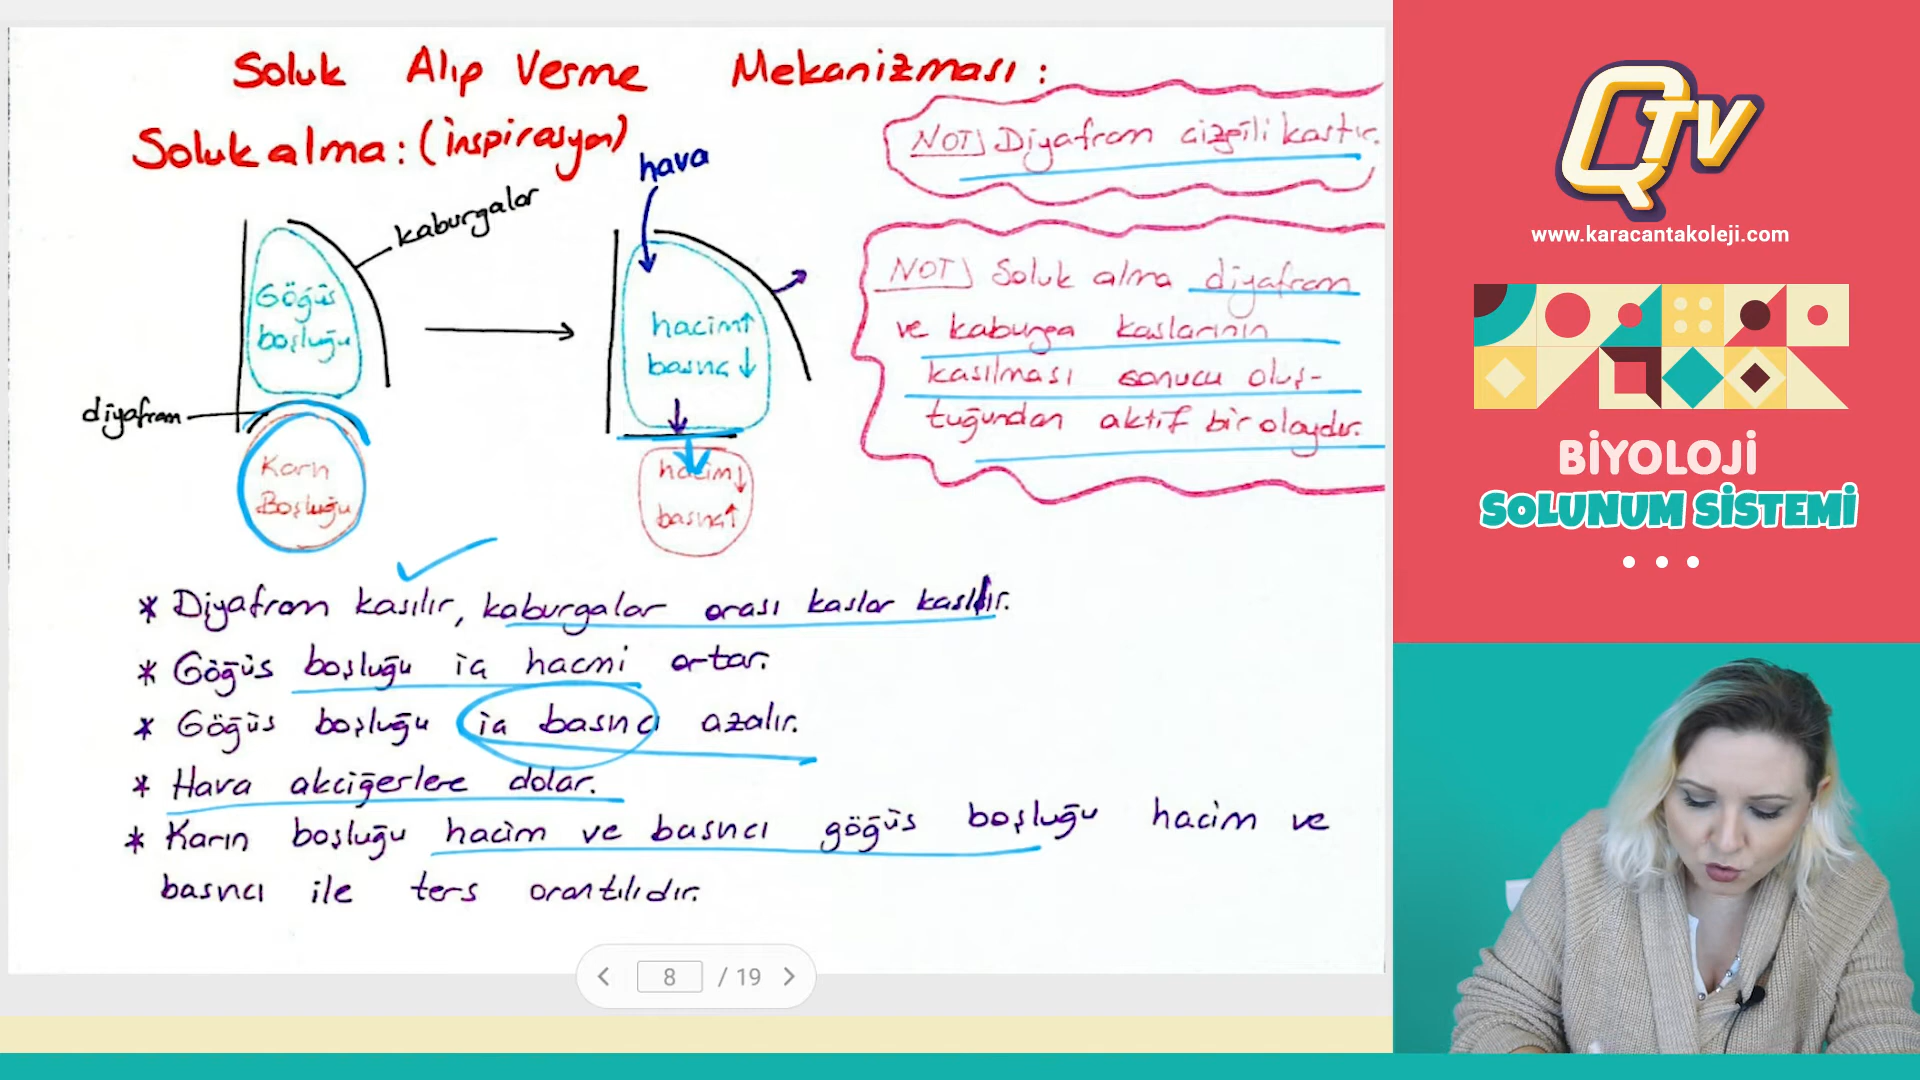 Soluk Alıp Verme Mekanizması:
Soluk alma: (inspirasyon)
hava
kaburgalar
Göğüs
boşluğu
diyafram
Karın
Boşluğu
hacim↑
basınç↓
hacim↓
basınç↑
NOT] Diyafram çizgili kastır.
NOT] Soluk alma diyafram
ve kaburga kaslarının
kasılması sonucu oluş-
tuğundan aktif bir olaydır.
* Diyafram kasılır, kaburgalar arası kaslar kasılır.
* Göğüs boşluğu iç hacmi artar.
* Göğüs boşluğu iç basıncı azalır.
* Hava akciğerlere dolar.
* Karın boşluğu hacim ve basıncı göğüs boşluğu hacim ve
basıncı ile ters orantılıdır.
8 / 19
QTV
www.karacantakoleji.com
BİYOLOJİ
SOLUNUM SİSTEMİ